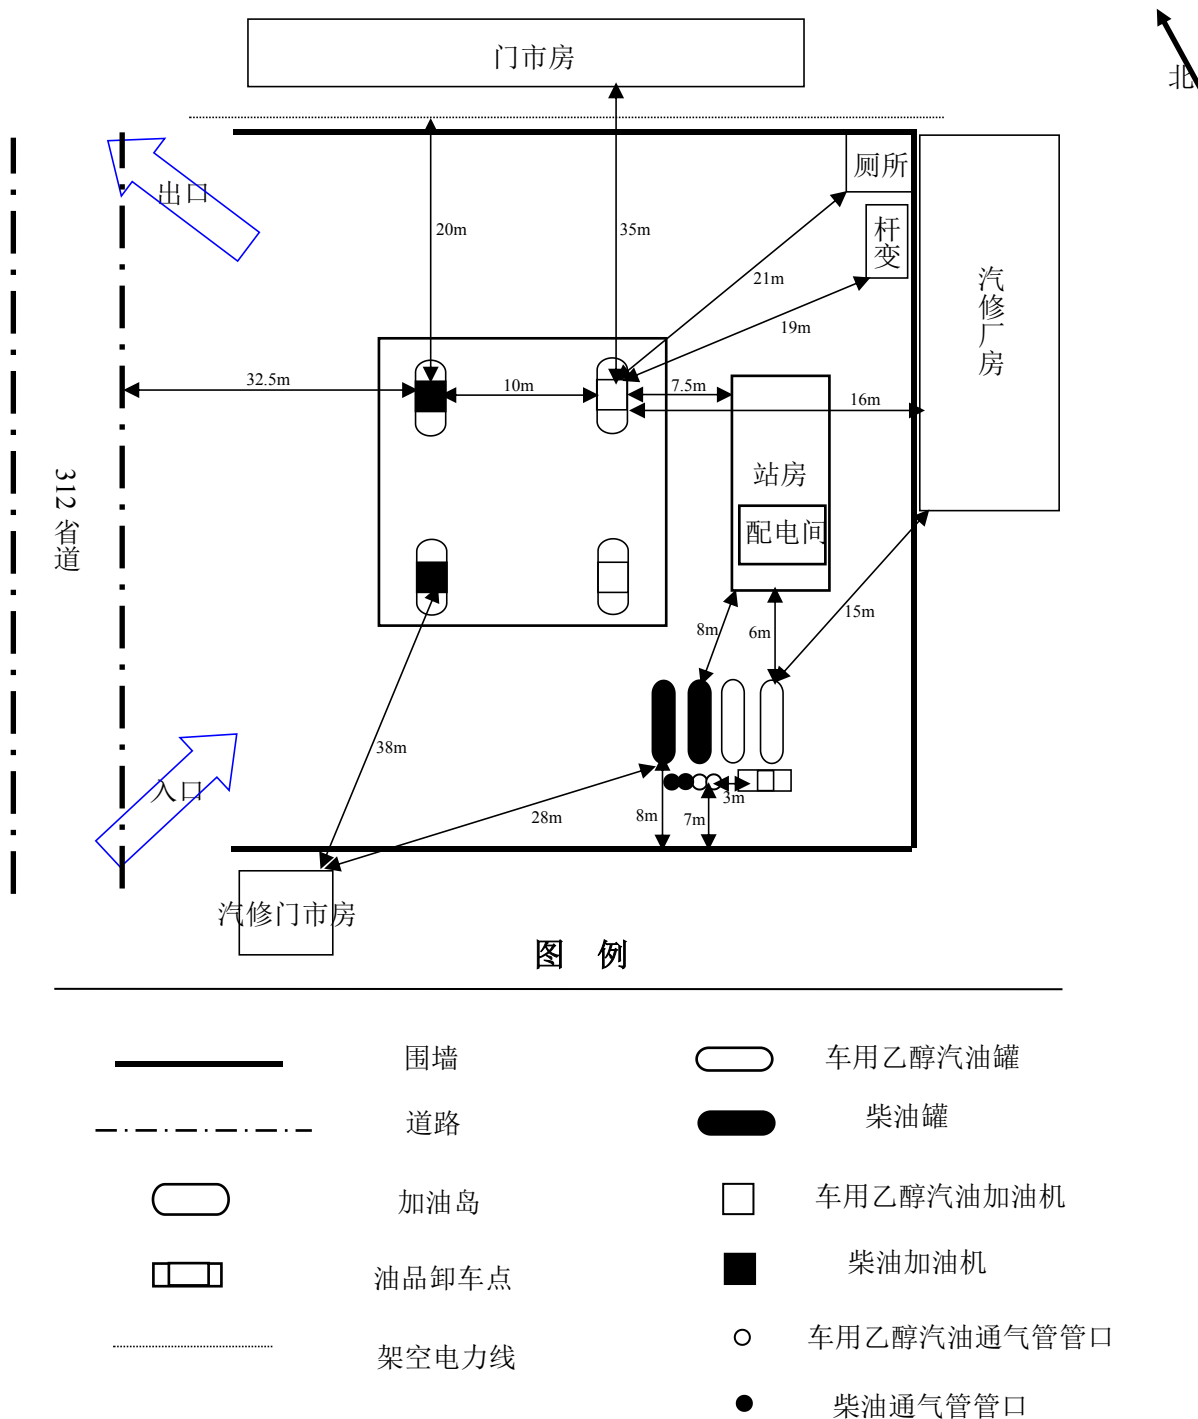 门市房
北
出口
厕所
20m
35m
杆变
21m
19m
汽修厂房
32.5m
10m
7.5m
16m
站房
312 省道
配电间
15m
8m
6m
38m
入口
3m
28m
8m
7m
汽修门市房
图 例
围墙
车用乙醇汽油罐
道路
柴油罐
加油岛
车用乙醇汽油加油机
油品卸车点
柴油加油机
架空电力线
车用乙醇汽油通气管管口
柴油通气管管口